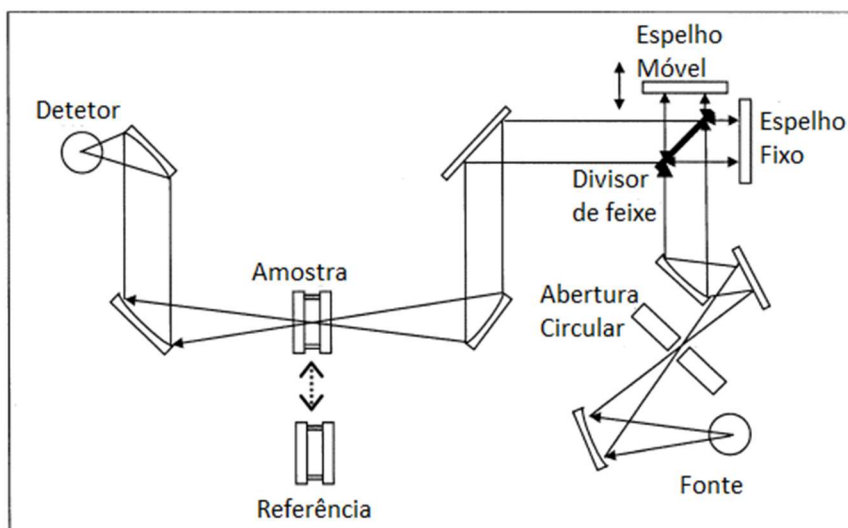 Espelho
Móvel
Detetor
Espelho
Fixo
Divisor
de feixe
Amostra
Abertura
Circular
Referência
Fonte